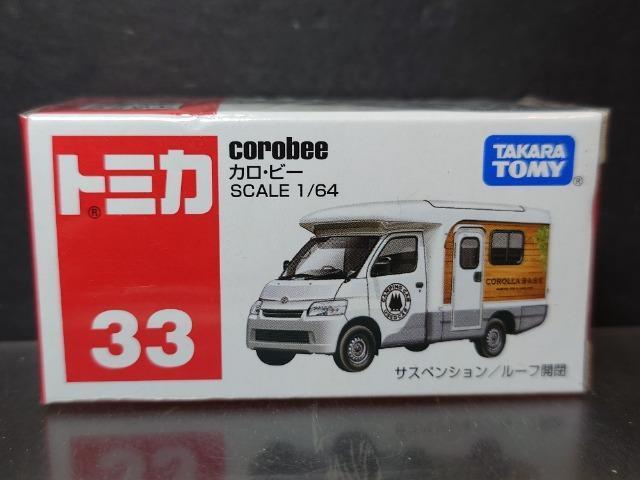 トミカ
®
33
corobee
カロ・ビー
SCALE 1/64
TAKARA
TOMY®
COROLLA
サスペンション/ルーフ開閉